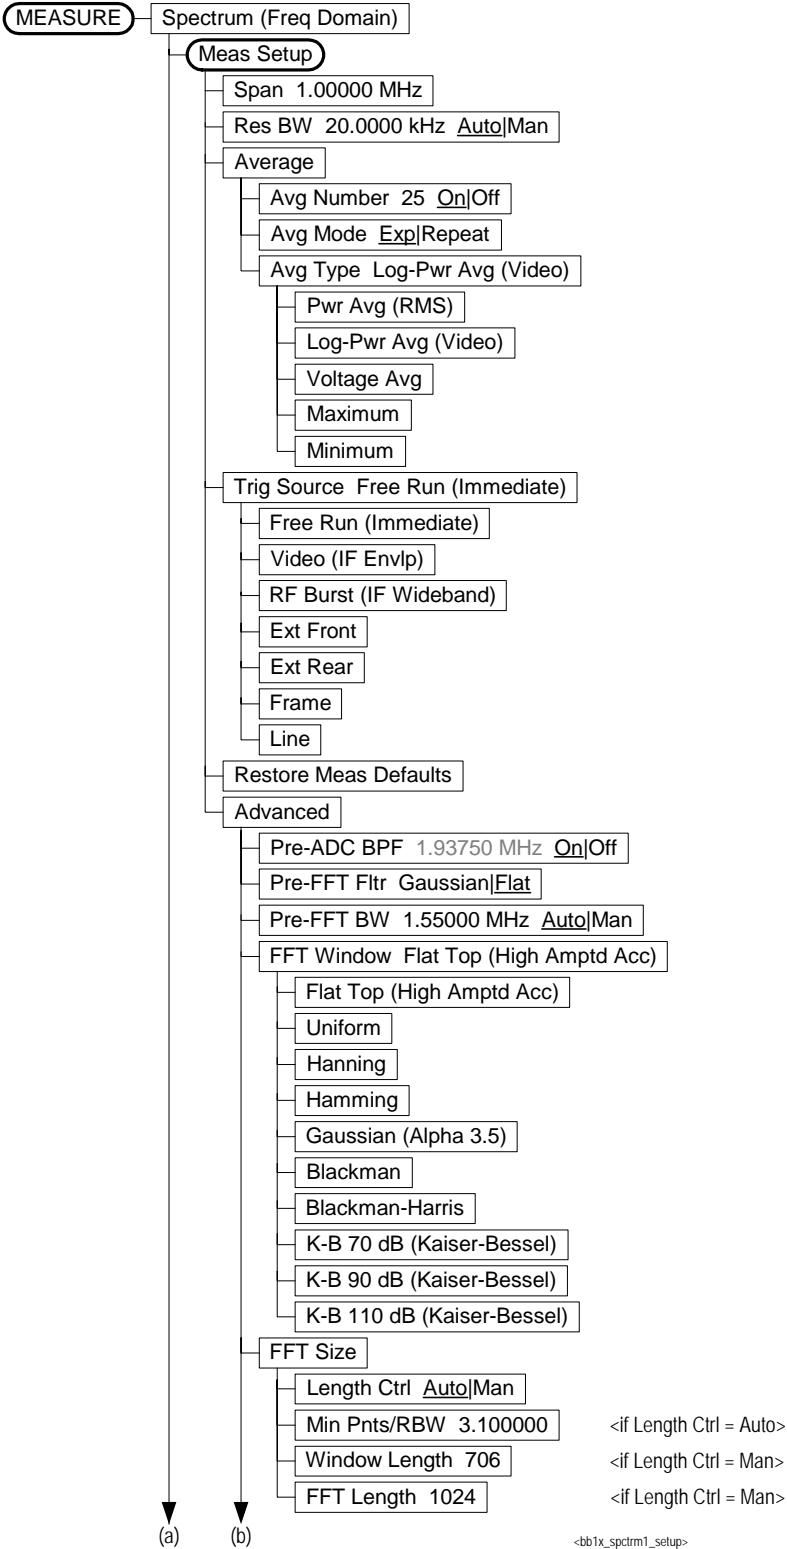 MEASURE Spectrum (Freq Domain)
Meas Setup
Span 1.00000 MHz
Res BW 20.0000 kHz Auto|Man
Average
Avg Number 25 On|Off
Avg Mode Exp|Repeat
Avg Type Log-Pwr Avg (Video)
Pwr Avg (RMS)
Log-Pwr Avg (Video)
Voltage Avg
Maximum
Minimum
Trig Source Free Run (Immediate)
Free Run (Immediate)
Video (IF Envlp)
RF Burst (IF Wideband)
Ext Front
Ext Rear
Frame
Line
Restore Meas Defaults
Advanced
Pre-ADC BPF 1.93750 MHz On|Off
Pre-FFT Fltr Gaussian|Flat
Pre-FFT BW 1.55000 MHz Auto|Man
FFT Window Flat Top (High Amptd Acc)
Flat Top (High Amptd Acc)
Uniform
Hanning
Hamming
Gaussian (Alpha 3.5)
Blackman
Blackman-Harris
K-B 70 dB (Kaiser-Bessel)
K-B 90 dB (Kaiser-Bessel)
K-B 110 dB (Kaiser-Bessel)
FFT Size
Length Ctrl Auto|Man
Min Pnts/RBW 3.100000 <if Length Ctrl = Auto>
Window Length 706 <if Length Ctrl = Man>
FFT Length 1024 <if Length Ctrl = Man>
(a) (b)
<bb1x_spctrm1_setup>